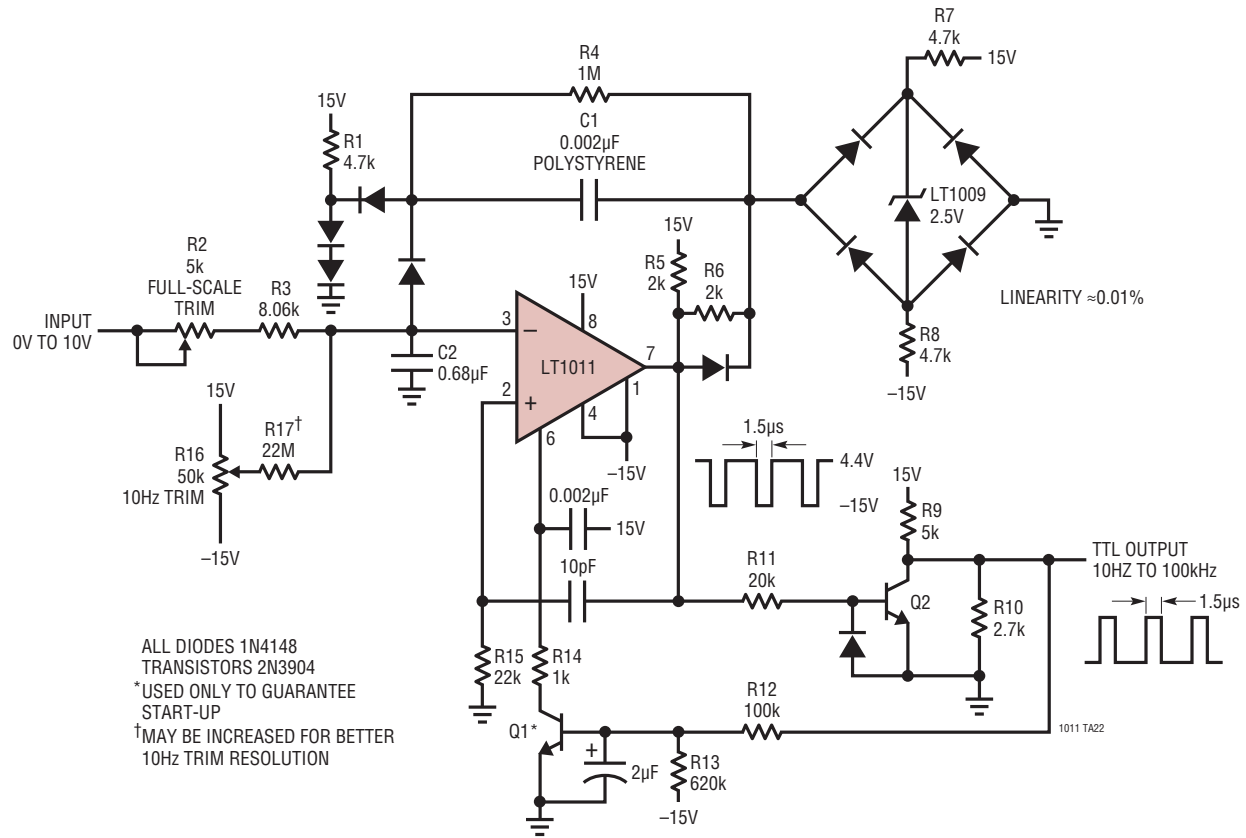 R7
4.7k
15V
R4
1M
15V
R1
4.7k
C1
0.002µF
POLYSTYRENE
LT1009
2.5V
R2
5k
FULL-SCALE
TRIM
R3
8.06k
15V
R5
2k
R6
2k
15V
LINEARITY ≈0.01%
INPUT
0V TO 10V
3
–
8
C2
0.68µF
LT1011
7
R8
4.7k
–15V
2
+
1
4
6
–15V
15V
R17†
22M
R16
50k
10Hz TRIM
–15V
1.5µs
4.4V
–15V
0.002µF
15V
15V
R9
5k
10pF
R11
20k
TTL OUTPUT
10HZ TO 100kHz
Q2
R10
2.7k
1.5µs
ALL DIODES 1N4148
TRANSISTORS 2N3904
*USED ONLY TO GUARANTEE
START-UP
†MAY BE INCREASED FOR BETTER
10Hz TRIM RESOLUTION
R15
22k
R14
1k
R12
100k
Q1*
+
2µF
R13
620k
–15V
1011 TA22